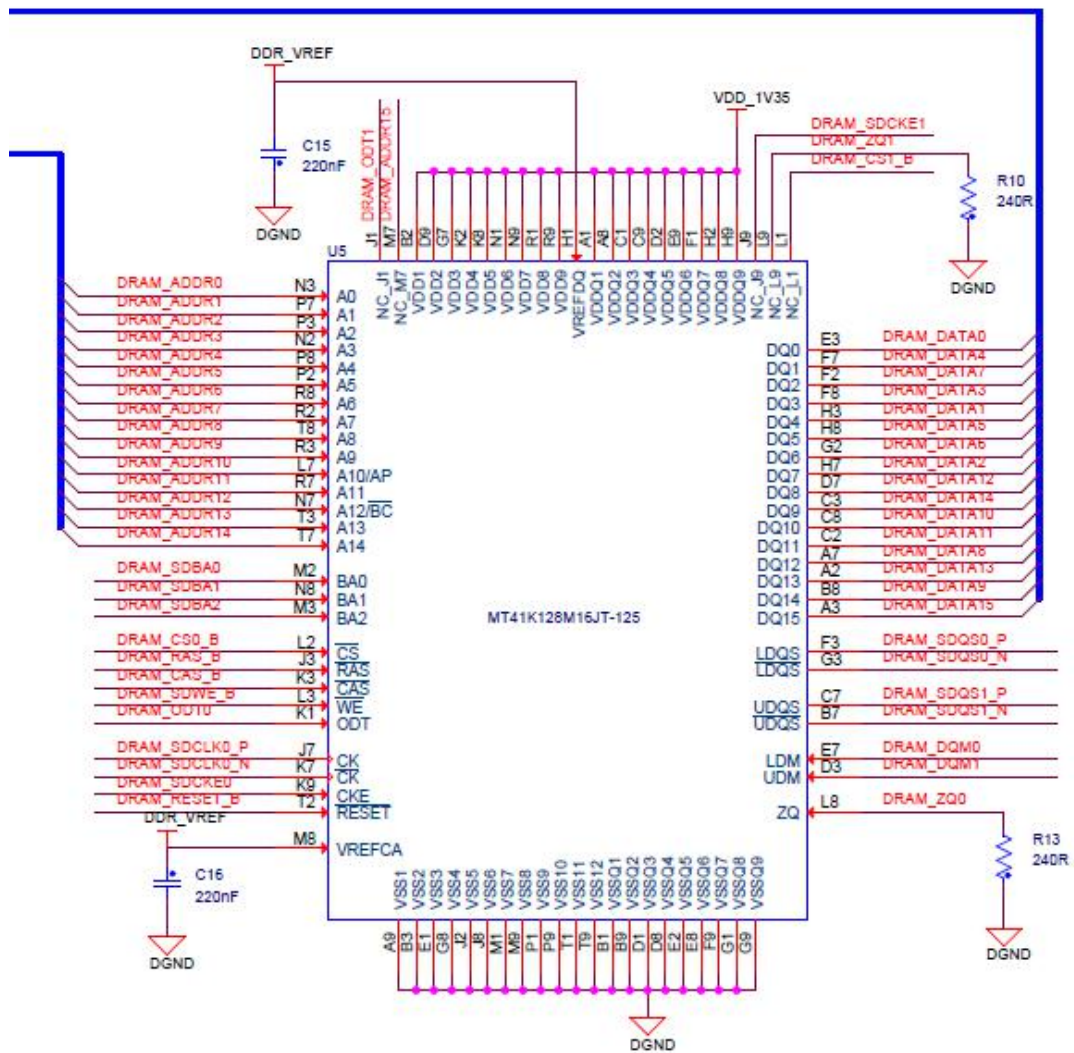 DDR_VREF
VDD_1V35
C15
220nF
DGND
DRAM_ODT1
DRAM_ADDR15
DRAM_SDCKE1
DRAM_ZQ1
DRAM_CS1_B
R10
240R
DGND
U5
J1 M7 B2 D9 G7 K2 K8 N1 N9 R1 R9 H1 A1 A8 C1 C9 D2 E9 F1 H2 H9 J9 L9 L1
NC_J1 NC_M7 VDD1 VDD2 VDD3 VDD4 VDD5 VDD6 VDD7 VDD8 VDD9 VREFDQ VDDQ1 VDDQ2 VDDQ3 VDDQ4 VDDQ5 VDDQ6 VDDQ7 VDDQ8 VDDQ9 NC_J9 NC_L9 NC_L1
DRAM_ADDR0 N3 A0
DRAM_ADDR1 P7 A1
DRAM_ADDR2 P3 A2
DRAM_ADDR3 N2 A3
DRAM_ADDR4 P8 A4
DRAM_ADDR5 P2 A5
DRAM_ADDR6 R8 A6
DRAM_ADDR7 R2 A7
DRAM_ADDR8 T8 A8
DRAM_ADDR9 R3 A9
DRAM_ADDR10 L7 A10/AP
DRAM_ADDR11 R7 A11
DRAM_ADDR12 N7 A12/BC
DRAM_ADDR13 T3 A13
DRAM_ADDR14 T7 A14
DRAM_SDBA0 M2 BA0
DRAM_SDBA1 N8 BA1
DRAM_SDBA2 M3 BA2
DRAM_CS0_B L2 CS
DRAM_RAS_B J3 RAS
DRAM_CAS_B K3 CAS
DRAM_SDWE_B L3 WE
DRAM_ODT0 K1 ODT
DRAM_SDCLK0_P J7 CK
DRAM_SDCLK0_N K7 CK
DRAM_SDCKE0 K9 CKE
DRAM_RESET_B T2 RESET
DDR_VREF
M8 VREFCA
C16
220nF
DGND
MT41K128M16JT-125
DQ0 E3 DRAM_DATA0
DQ1 F7 DRAM_DATA4
DQ2 F2 DRAM_DATA7
DQ3 F8 DRAM_DATA3
DQ4 H3 DRAM_DATA1
DQ5 H8 DRAM_DATA5
DQ6 G2 DRAM_DATA6
DQ7 H7 DRAM_DATA2
DQ8 D7 DRAM_DATA12
DQ9 C3 DRAM_DATA14
DQ10 C8 DRAM_DATA10
DQ11 C2 DRAM_DATA11
DQ12 A7 DRAM_DATA8
DQ13 A2 DRAM_DATA13
DQ14 B8 DRAM_DATA9
DQ15 A3 DRAM_DATA15
LDQS F3 DRAM_SDQS0_P
LDQS G3 DRAM_SDQS0_N
UDQS C7 DRAM_SDQS1_P
UDQS B7 DRAM_SDQS1_N
LDM E7 DRAM_DQM0
UDM D3 DRAM_DQM1
ZQ L8 DRAM_ZQ0
R13
240R
DGND
VSS1 VSS2 VSS3 VSS4 VSS5 VSS6 VSS7 VSS8 VSS9 VSS10 VSS11 VSS12 VSSQ1 VSSQ2 VSSQ3 VSSQ4 VSSQ5 VSSQ6 VSSQ7 VSSQ8 VSSQ9
A9 B3 E1 G8 J2 J8 M1 M9 P1 P9 T1 T9 B1 B9 D1 D8 E2 E8 F9 G1 G9
DGND